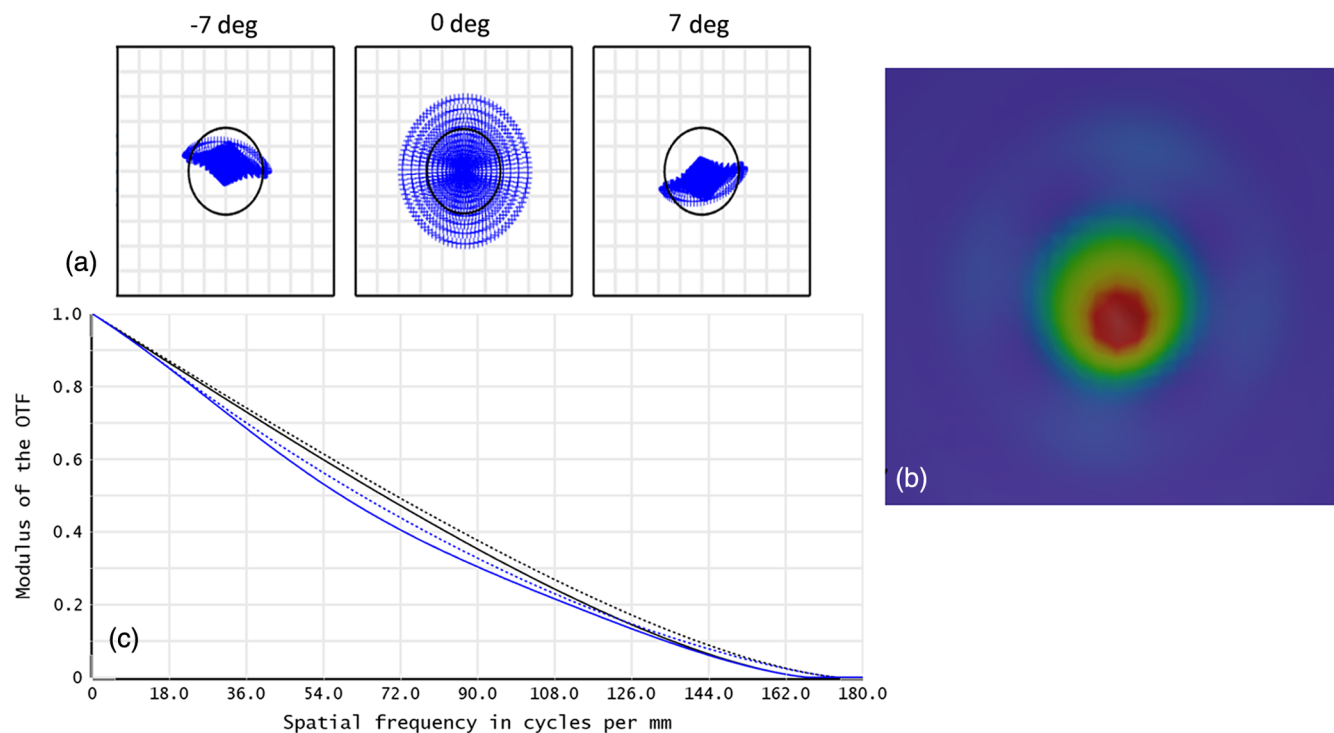 -7 deg 0 deg 7 deg
(a)
(b)
1.0
0.8
0.6
0.4
0.2
0
Modulus of the OTF
(c)
0 18.0 36.0 54.0 72.0 90.0 108.0 126.0 144.0 162.0 180.0
Spatial frequency in cycles per mm